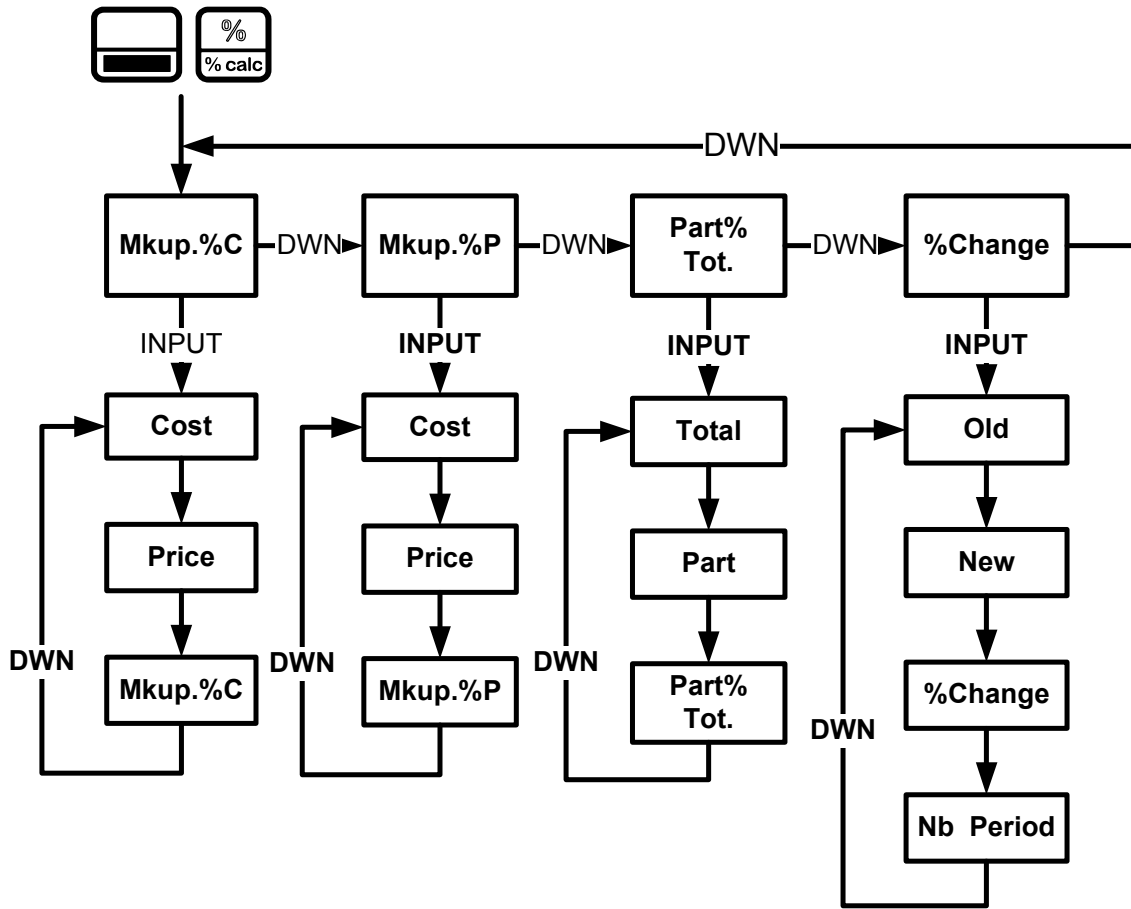 %
% calc
DWN
Mkup.%C
DWN
Mkup.%P
DWN
Part%
Tot.
DWN
%Change
INPUT
INPUT
INPUT
INPUT
Cost
Cost
Total
Old
Price
Price
Part
New
DWN
Mkup.%C
DWN
Mkup.%P
DWN
Part%
Tot.
DWN
%Change
Nb Period